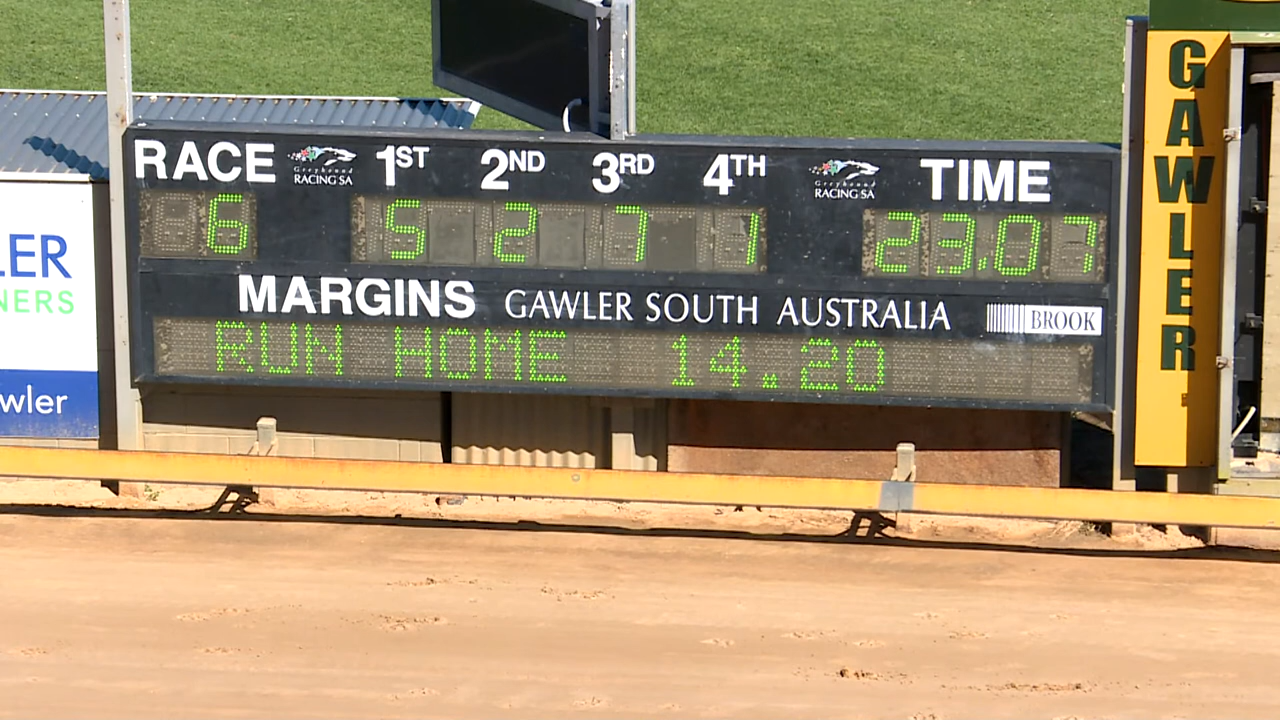 RACE Greyhound RACING SA 1ST 2ND 3RD 4TH Greyhound RACING SA TIME
6 5 2 7 1 23.07
MARGINS GAWLER SOUTH AUSTRALIA BROOK
RUN HOME 14.20
GAWLER
LER
NERS
wler